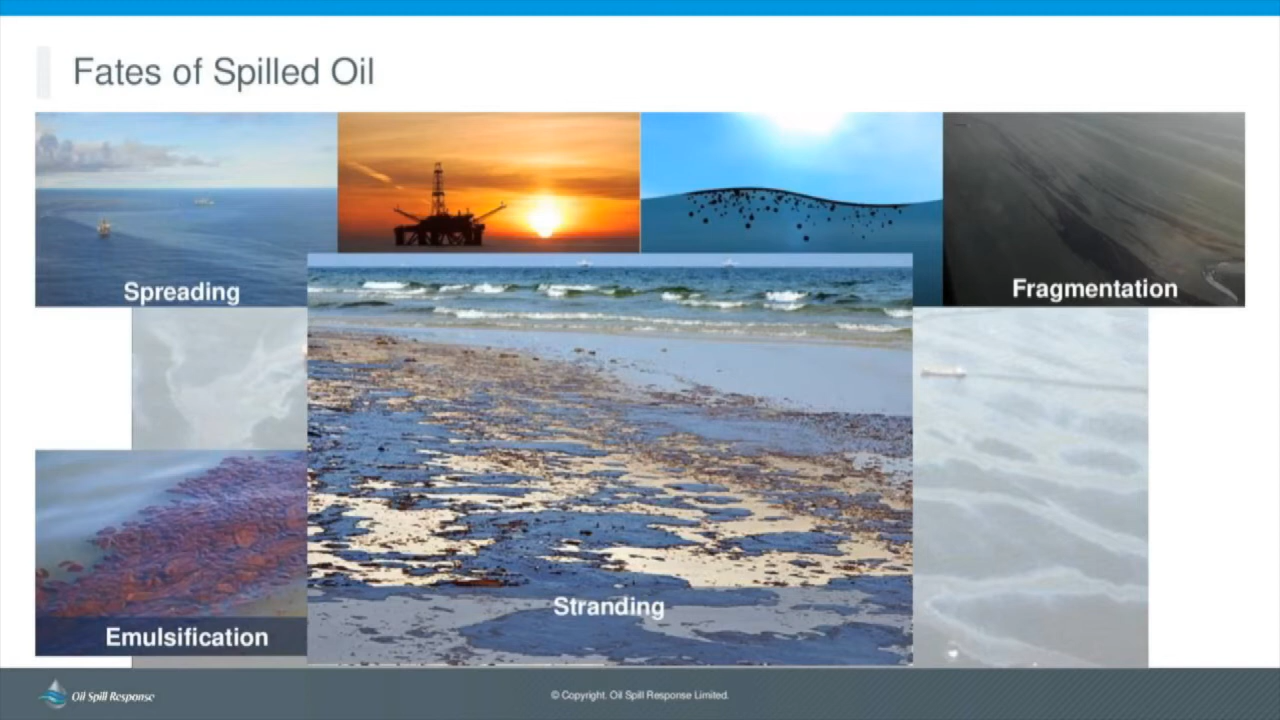 Fates of Spilled Oil
Spreading
Fragmentation
Stranding
Emulsification
Oil Spill Response
© Copyright. Oil Spill Response Limited.